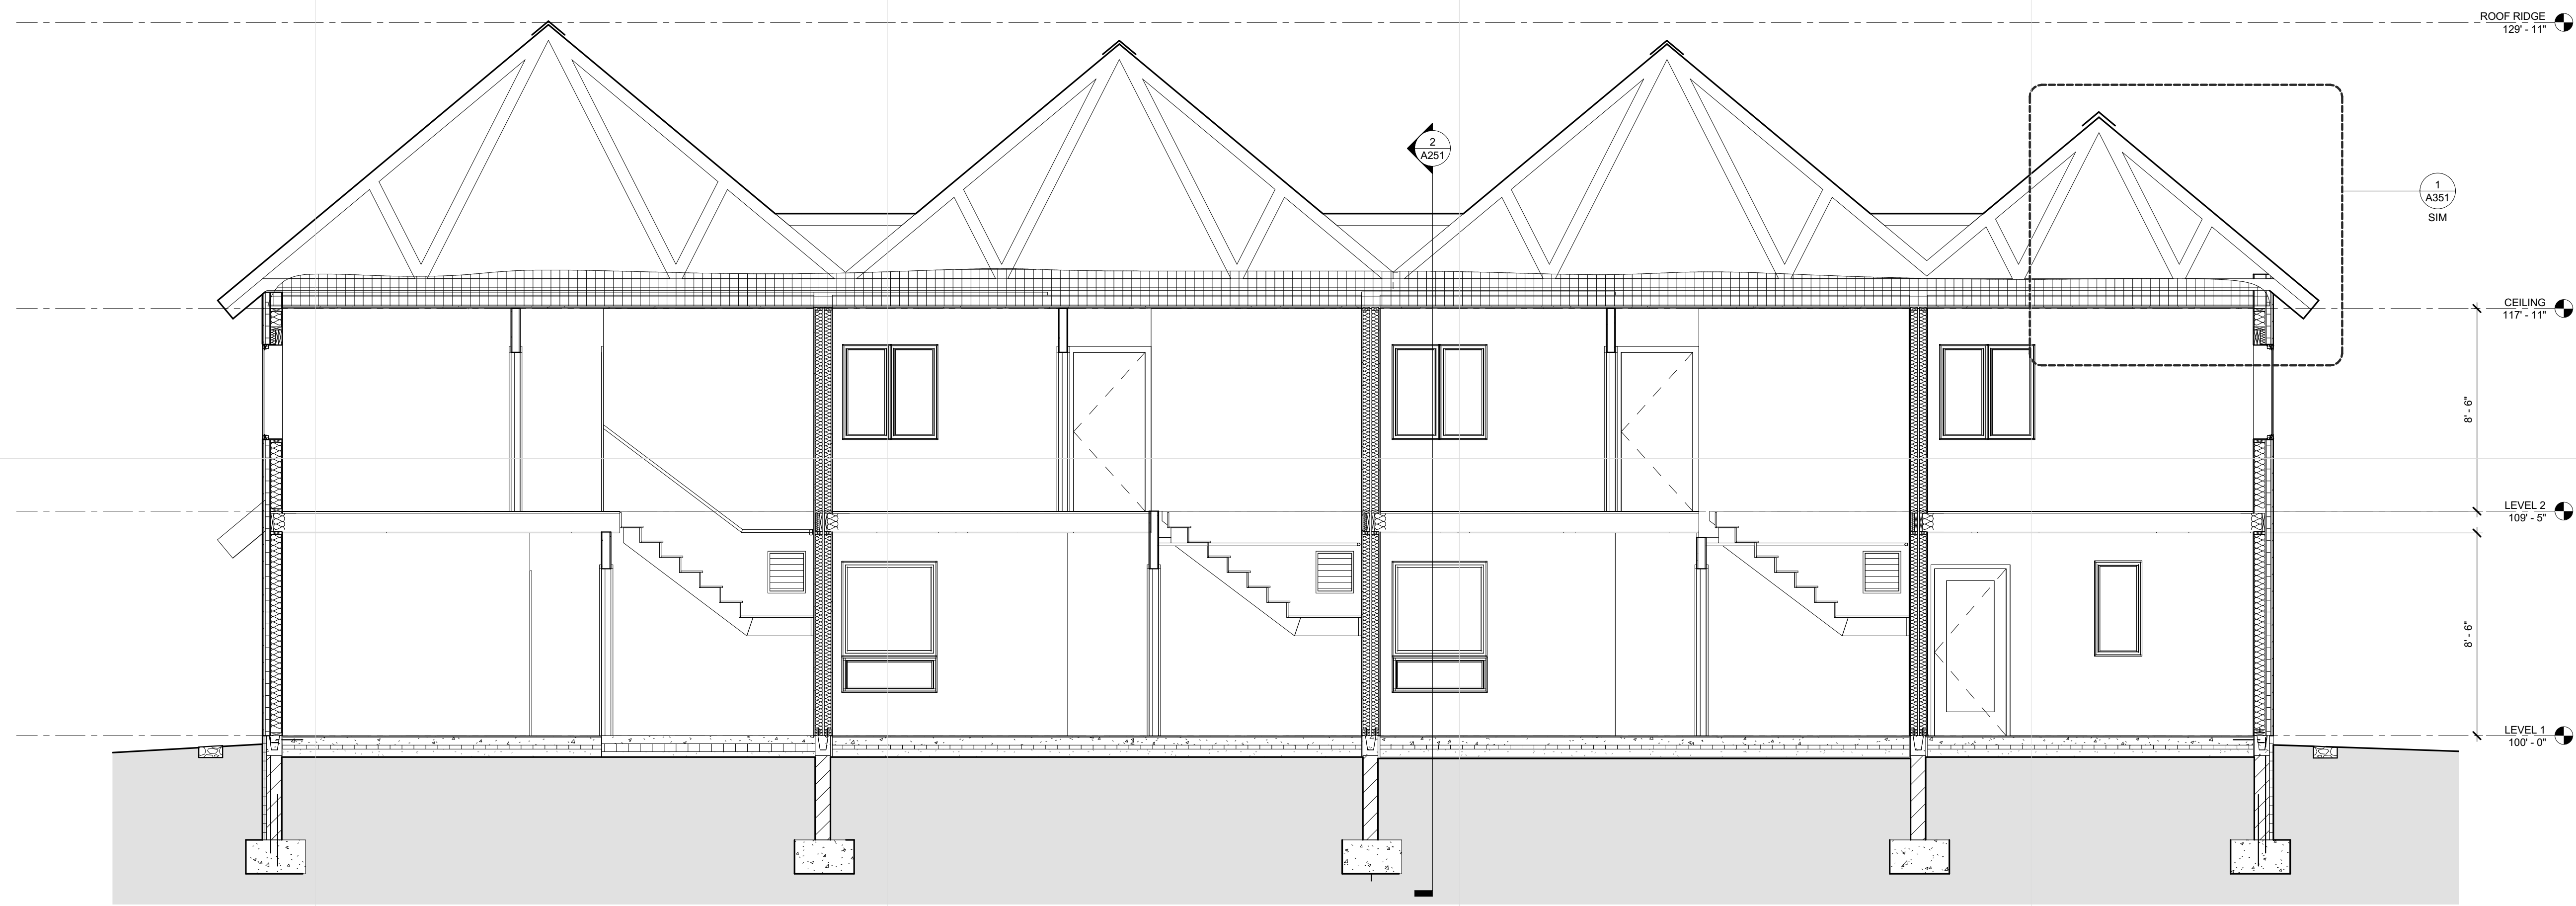 ROOF RIDGE
129' - 11"
2
A251
1
A351
SIM
CEILING
117' - 11"
8' - 6"
LEVEL 2
109' - 5"
8' - 6"
LEVEL 1
100' - 0"